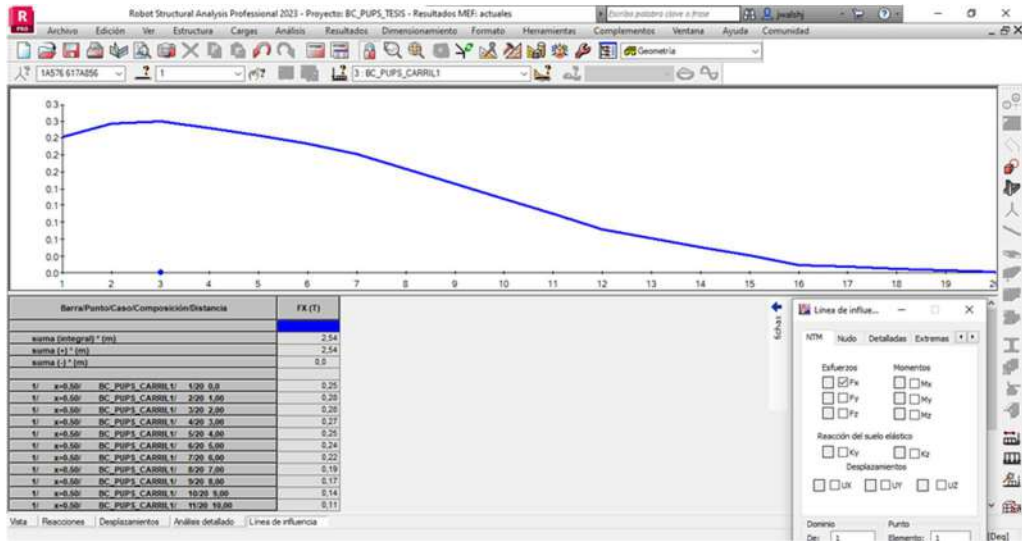 Robot Structural Analysis Professional 2023 - Proyecto: BC_PUPS_TESIS - Resultados MEF: actuales
Escriba palabra clave o frase
jwalshj
R
PRO
Archivo Edición Ver Estructura Cargas Análisis Resultados Dimensionamiento Formato Herramientas Complementos Ventana Ayuda Comunidad
Geometría
1A57E 617A856 1 3 : BC_PUPS_CARRIL1
0.3
0.3
0.2
0.2
0.2
0.1
0.1
0.1
0.0
0.0
1 2 3 4 5 6 7 8 9 10 11 12 13 14 15 16 17 18 19 2
Barra/Punto/Caso/Composición/Distancia FX (T)
suma (integral) * (m) 2,54
suma (+) * (m) 2,54
suma (-) * (m) 0,0
1/ x=0.50/ BC_PUPS_CARRIL1/ 1/20 0,0 0,25
1/ x=0.50/ BC_PUPS_CARRIL1/ 2/20 1,00 0,28
1/ x=0.50/ BC_PUPS_CARRIL1/ 3/20 2,00 0,28
1/ x=0.50/ BC_PUPS_CARRIL1/ 4/20 3,00 0,27
1/ x=0.50/ BC_PUPS_CARRIL1/ 5/20 4,00 0,25
1/ x=0.50/ BC_PUPS_CARRIL1/ 6/20 5,00 0,24
1/ x=0.50/ BC_PUPS_CARRIL1/ 7/20 6,00 0,22
1/ x=0.50/ BC_PUPS_CARRIL1/ 8/20 7,00 0,19
1/ x=0.50/ BC_PUPS_CARRIL1/ 9/20 8,00 0,17
1/ x=0.50/ BC_PUPS_CARRIL1/ 10/20 9,00 0,14
1/ x=0.50/ BC_PUPS_CARRIL1/ 11/20 10,00 0,11
fichas
Línea de influe...
NTM Nudo Detalladas Extremas
Esfuerzos Momentos
Fx Mx
Fy My
Fz Mz
Reacción del suelo elástico
Ky Kz
Desplazamientos
UX UY UZ
Dominio Punto
De: 1 Elemento: 1
Vista Reacciones Desplazamientos Análisis detallado Línea de influencia
[Deg]